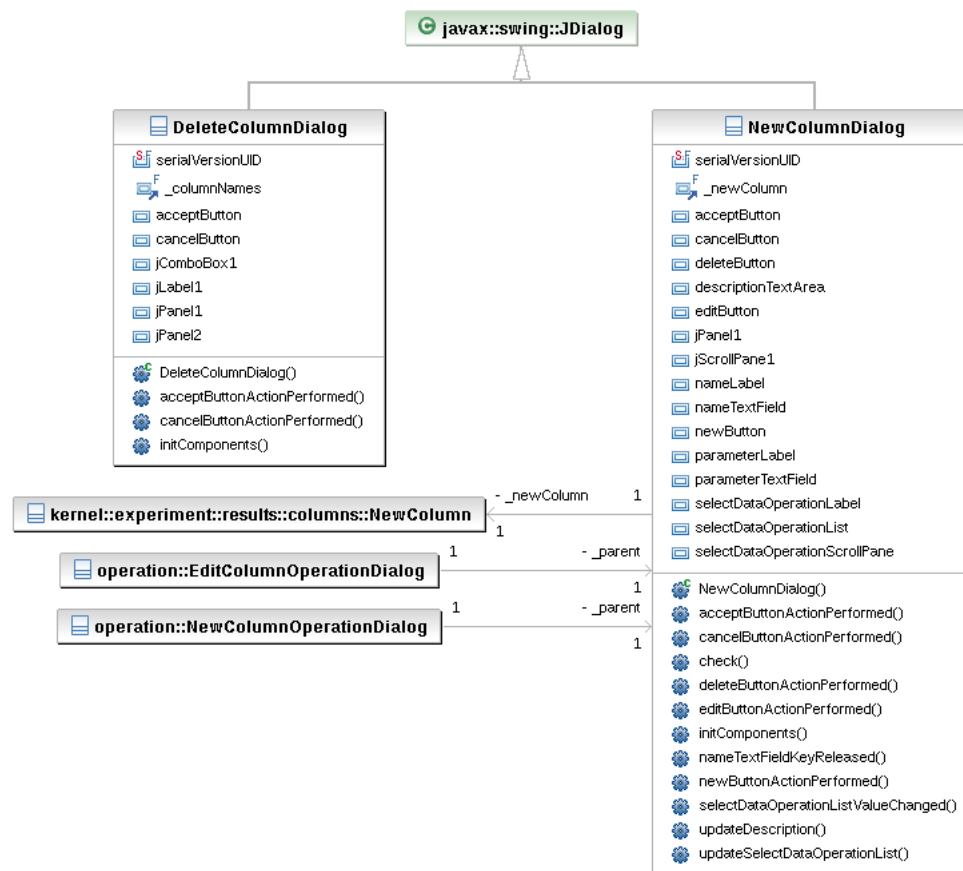 javax::swing::JDialog
DeleteColumnDialog
serialVersionUID
_columnNames
acceptButton
cancelButton
jComboBox1
jLabel1
jPanel1
jPanel2
DeleteColumnDialog()
acceptButtonActionPerformed()
cancelButtonActionPerformed()
initComponents()
NewColumnDialog
serialVersionUID
_newColumn
acceptButton
cancelButton
deleteButton
descriptionTextArea
editButton
jPanel1
jScrollPane1
nameLabel
nameTextField
newButton
parameterLabel
parameterTextField
selectDataOperationLabel
selectDataOperationList
selectDataOperationScrollPane
NewColumnDialog()
acceptButtonActionPerformed()
cancelButtonActionPerformed()
check()
deleteButtonActionPerformed()
editButtonActionPerformed()
initComponents()
nameTextFieldKeyReleased()
newButtonActionPerformed()
selectDataOperationListValueChanged()
updateDescription()
updateSelectDataOperationList()
- _newColumn 1
kernel::experiment::results::columns::NewColumn
1
1 - _parent
operation::EditColumnOperationDialog
1
1 - _parent
operation::NewColumnOperationDialog
1